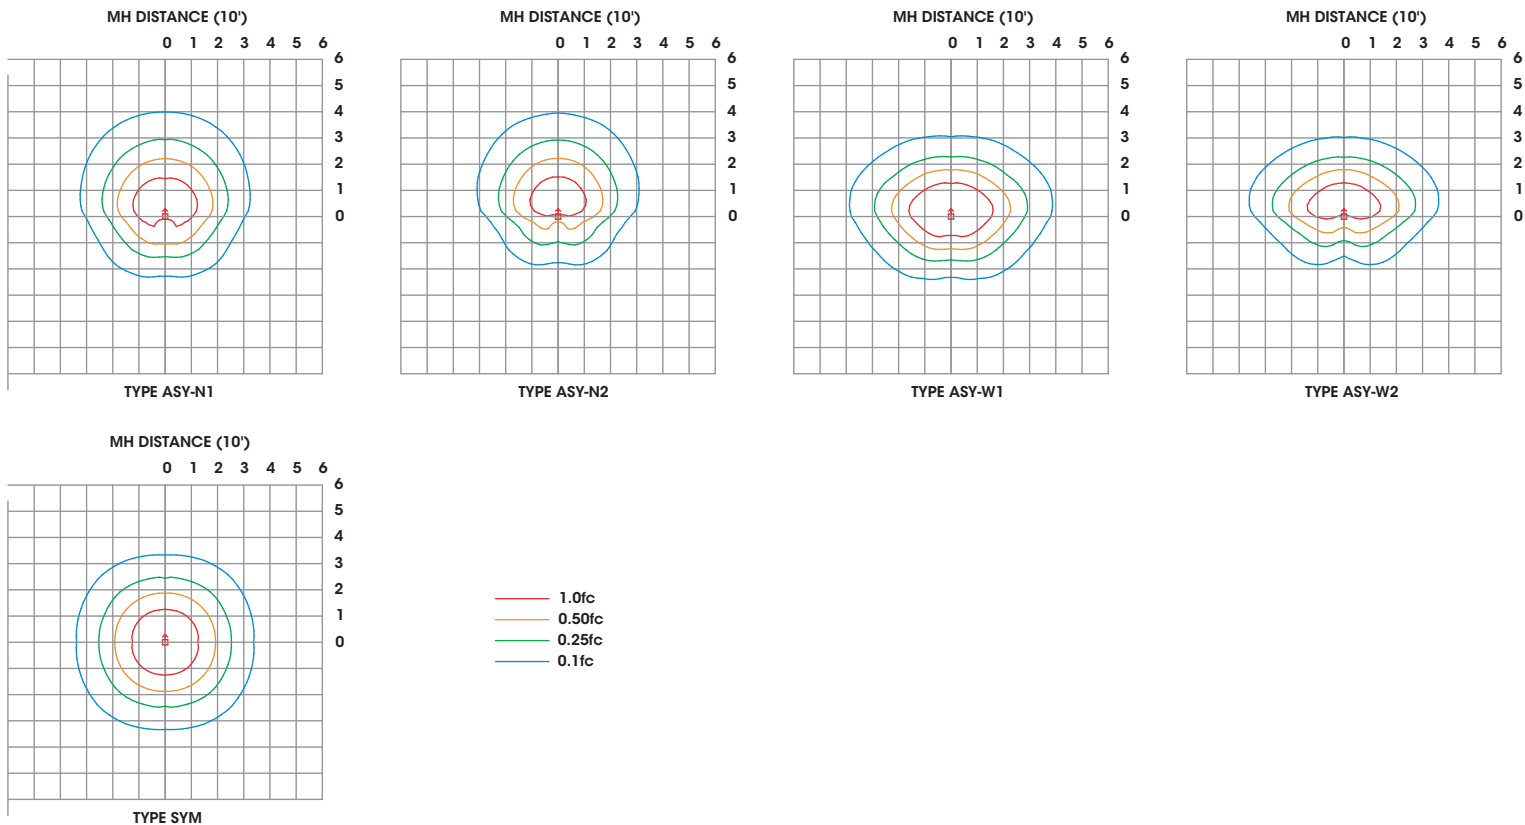 MH DISTANCE (10')
0 1 2 3 4 5 6
6
5
4
3
2
1
0
TYPE ASY-N1
MH DISTANCE (10')
0 1 2 3 4 5 6
6
5
4
3
2
1
0
TYPE ASY-N2
MH DISTANCE (10')
0 1 2 3 4 5 6
6
5
4
3
2
1
0
TYPE ASY-W1
MH DISTANCE (10')
0 1 2 3 4 5 6
6
5
4
3
2
1
0
TYPE ASY-W2
MH DISTANCE (10')
0 1 2 3 4 5 6
6
5
4
3
2
1
0
TYPE SYM
1.0fc
0.50fc
0.25fc
0.1fc